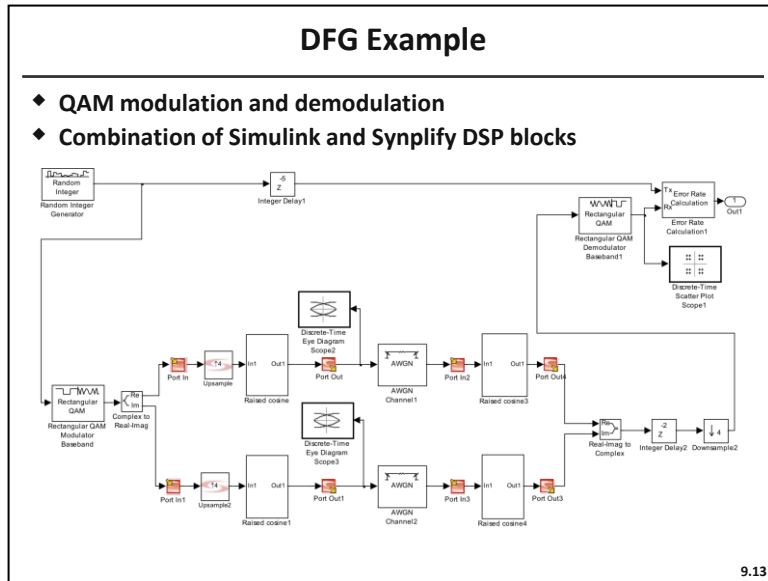 DFG Example
◆ QAM modulation and demodulation
◆ Combination of Simulink and Synplify DSP blocks
Random
Integer
Random Integer
Generator
-5
Z
Integer Delay1
Tx
Rx
Error Rate
Calculation
Error Rate
Calculation1
1
Out1
Rectangular
QAM
Rectangular QAM
Demodulator
Baseband1
Discrete-Time
Scatter Plot
Scope1
Discrete-Time
Eye Diagram
Scope2
Rectangular
QAM
Rectangular QAM
Modulator
Baseband
Re
Im
Complex to
Real-Imag
Port In
↑4
Upsample
In1
Out1
Raised cosine
Port Out
AWGN
AWGN
Channel1
Port In2
In1
Out1
Raised cosine3
Port Out4
Discrete-Time
Eye Diagram
Scope3
Port In1
↑4
Upsample2
In1
Out1
Raised cosine1
Port Out1
AWGN
AWGN
Channel2
Port In3
In1
Out1
Raised cosine4
Port Out3
Re
Im
Real-Imag to
Complex
-2
Z
Integer Delay2
↓ 4
Downsample2
9.13